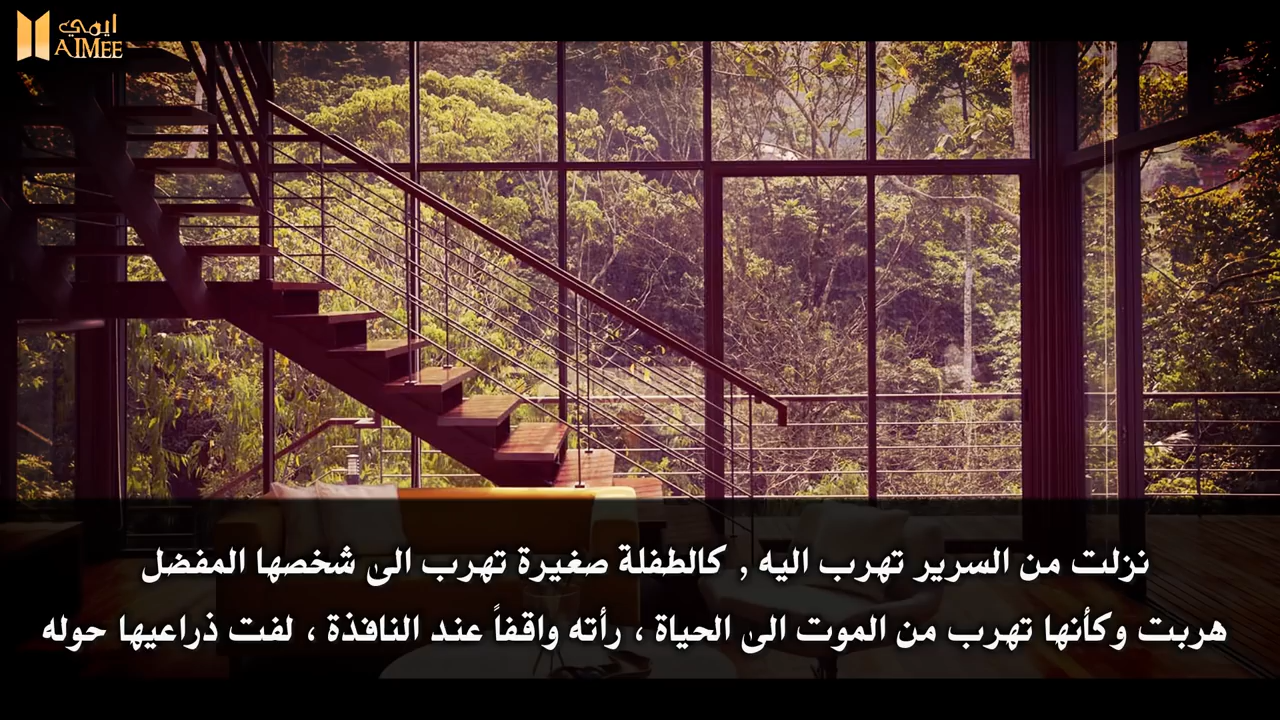 ايمي
AIMEE
نزلت من السرير تهرب اليه , كالطفلة صغيرة تهرب الى شخصها المفضل
هربت وكأنها تهرب من الموت الى الحياة ، رأته واقفاً عند النافذة ، لفت ذراعيها حوله